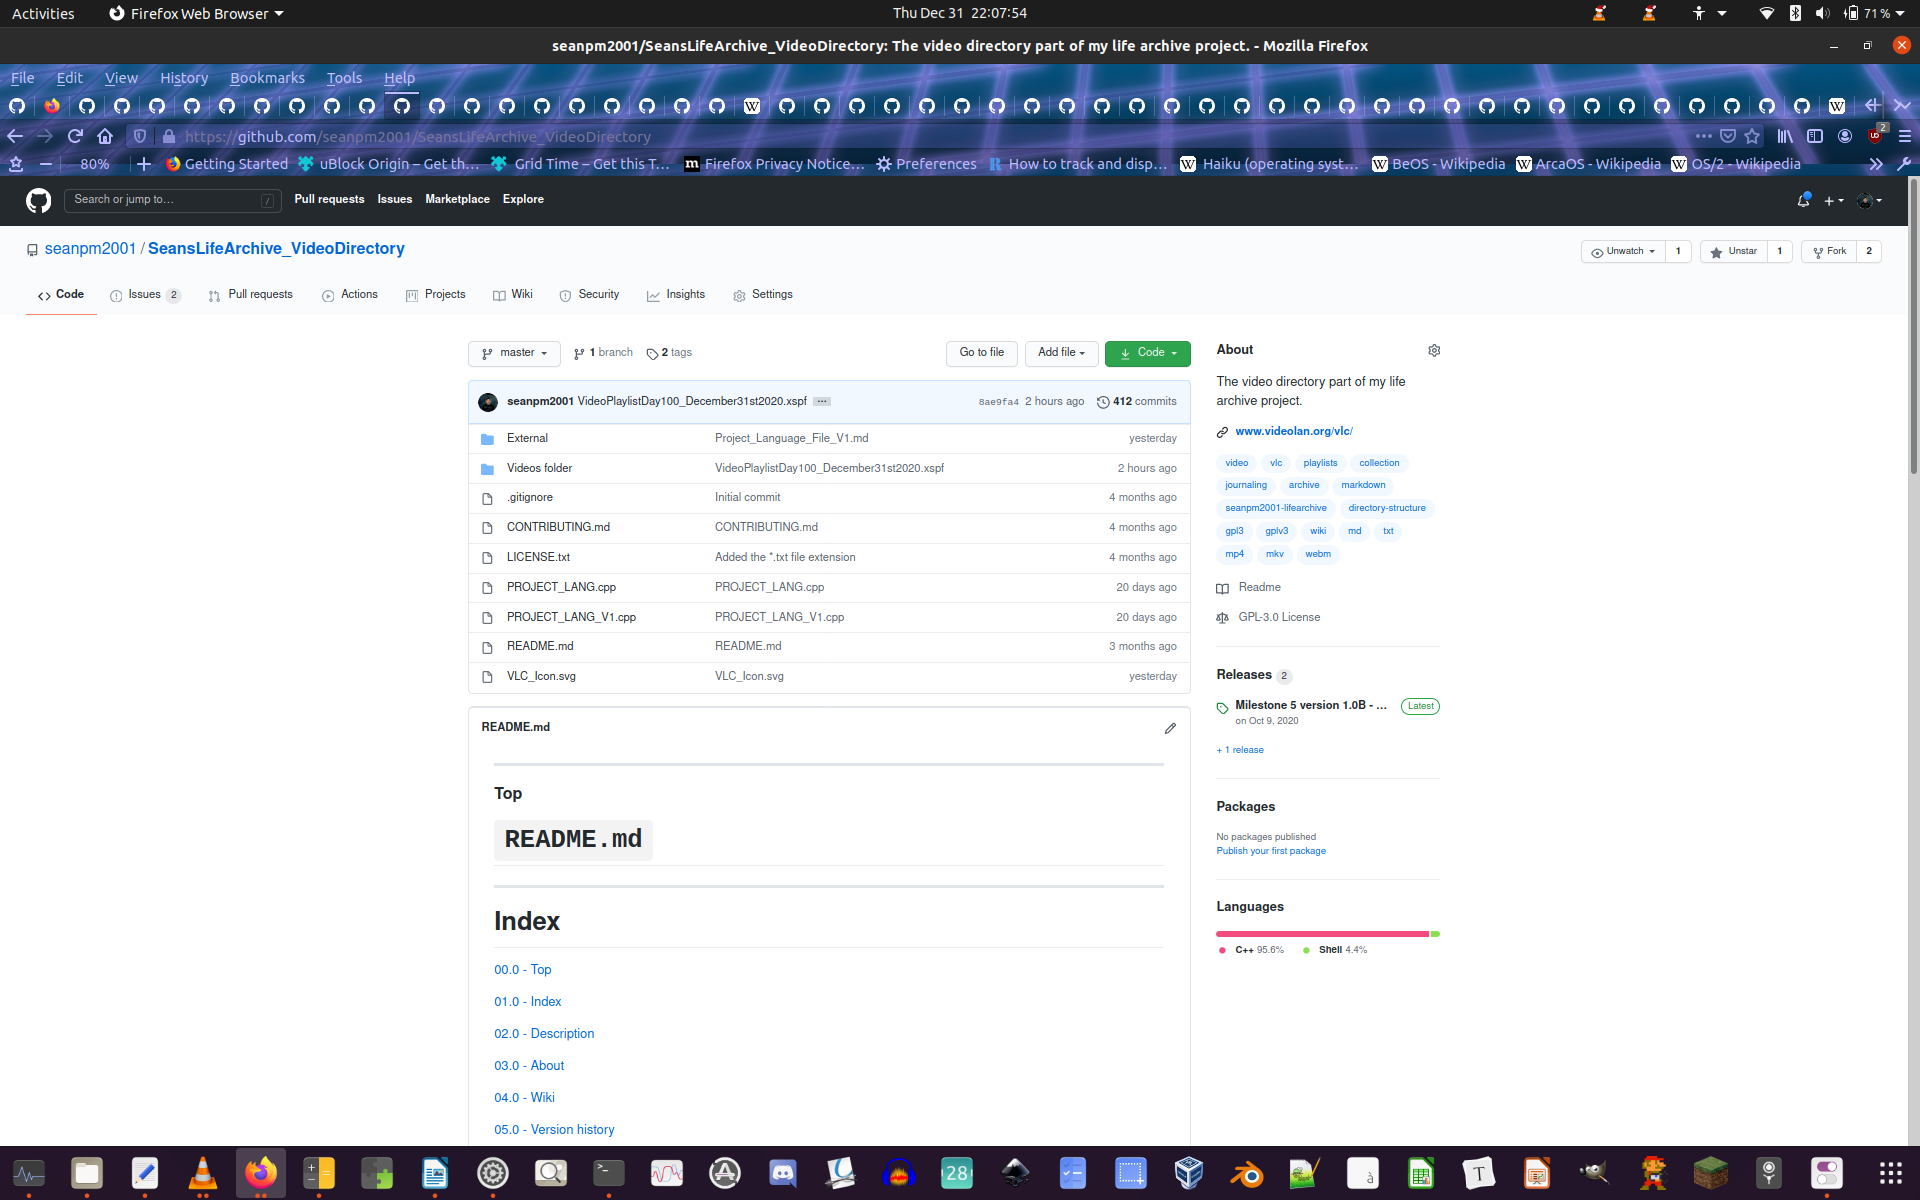 Activities Firefox Web Browser Thu Dec 31 22:07:54 71 %
seanpm2001/SeansLifeArchive_VideoDirectory: The video directory part of my life archive project. - Mozilla Firefox
File Edit View History Bookmarks Tools Help
https://github.com/seanpm2001/SeansLifeArchive_VideoDirectory 2
80% Getting Started uBlock Origin – Get th… Grid Time – Get this T… Firefox Privacy Notice… Preferences How to track and disp… Haiku (operating syst… BeOS - Wikipedia ArcaOS - Wikipedia OS/2 - Wikipedia
Search or jump to… / Pull requests Issues Marketplace Explore
seanpm2001 / SeansLifeArchive_VideoDirectory Unwatch 1 Unstar 1 Fork 2
Code Issues 2 Pull requests Actions Projects Wiki Security Insights Settings
master 1 branch 2 tags Go to file Add file Code
seanpm2001 VideoPlaylistDay100_December31st2020.xspf ··· 8ae9fa4 2 hours ago 412 commits
External Project_Language_File_V1.md yesterday
Videos folder VideoPlaylistDay100_December31st2020.xspf 2 hours ago
.gitignore Initial commit 4 months ago
CONTRIBUTING.md CONTRIBUTING.md 4 months ago
LICENSE.txt Added the *.txt file extension 4 months ago
PROJECT_LANG.cpp PROJECT_LANG.cpp 20 days ago
PROJECT_LANG_V1.cpp PROJECT_LANG_V1.cpp 20 days ago
README.md README.md 3 months ago
VLC_Icon.svg VLC_Icon.svg yesterday
README.md
Top
README.md
Index
00.0 - Top
01.0 - Index
02.0 - Description
03.0 - About
04.0 - Wiki
05.0 - Version history
About
The video directory part of my life
archive project.
www.videolan.org/vlc/
video vlc playlists collection
journaling archive markdown
seanpm2001-lifearchive directory-structure
gpl3 gplv3 wiki md txt
mp4 mkv webm
Readme
GPL-3.0 License
Releases 2
Milestone 5 version 1.0B - … Latest
on Oct 9, 2020
+ 1 release
Packages
No packages published
Publish your first package
Languages
C++ 95.6% Shell 4.4%
28